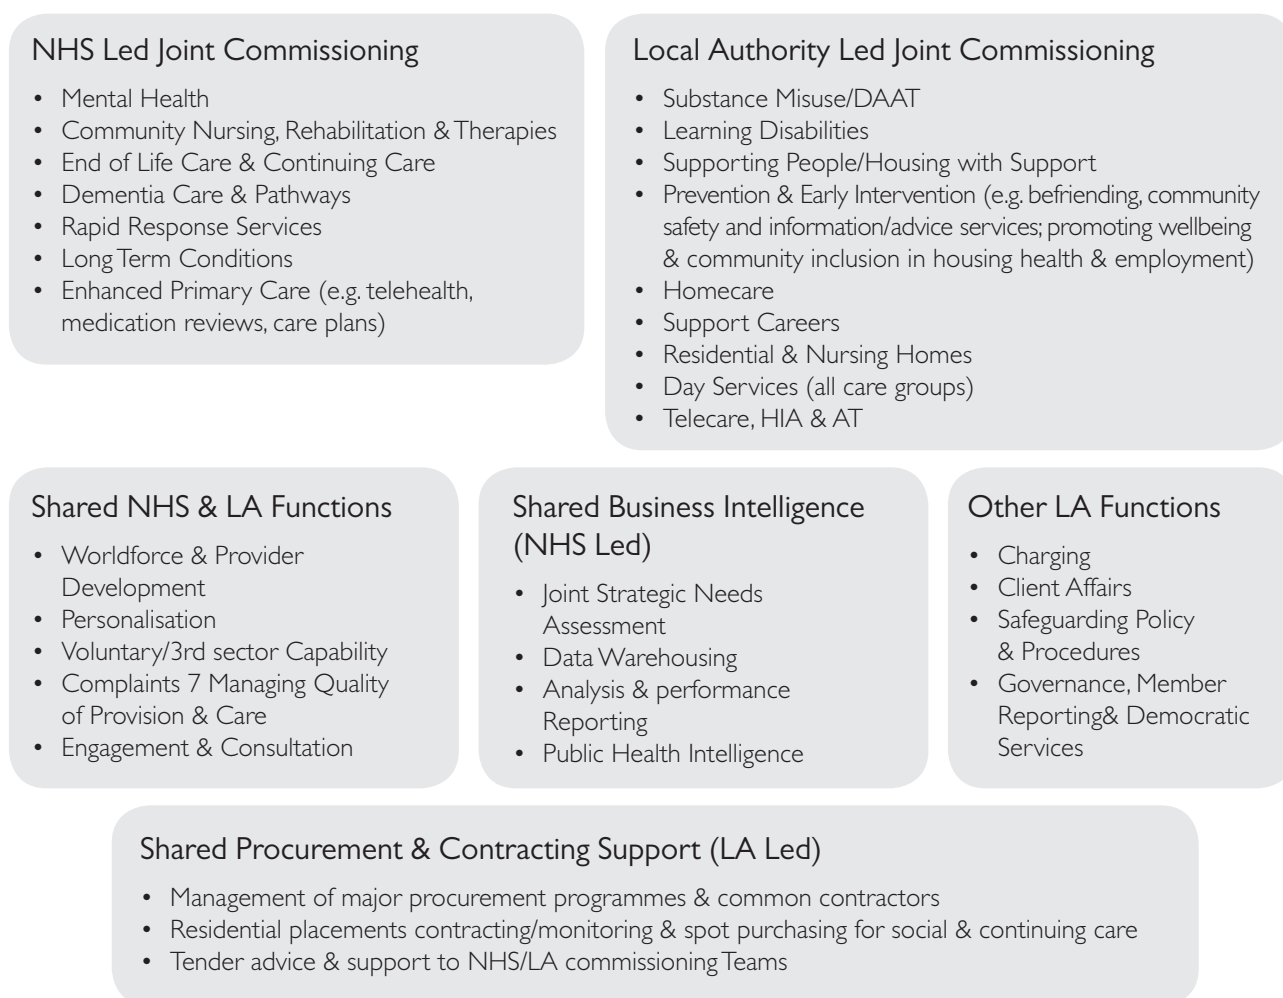 NHS Led Joint Commissioning
• Mental Health
• Community Nursing, Rehabilitation & Therapies
• End of Life Care & Continuing Care
• Dementia Care & Pathways
• Rapid Response Services
• Long Term Conditions
• Enhanced Primary Care (e.g. telehealth,
medication reviews, care plans)
Local Authority Led Joint Commissioning
• Substance Misuse/DAAT
• Learning Disabilities
• Supporting People/Housing with Support
• Prevention & Early Intervention (e.g. befriending, community
safety and information/advice services; promoting wellbeing
& community inclusion in housing health & employment)
• Homecare
• Support Careers
• Residential & Nursing Homes
• Day Services (all care groups)
• Telecare, HIA & AT
Shared NHS & LA Functions
• Worldforce & Provider
Development
• Personalisation
• Voluntary/3rd sector Capability
• Complaints 7 Managing Quality
of Provision & Care
• Engagement & Consultation
Shared Business Intelligence
(NHS Led)
• Joint Strategic Needs
Assessment
• Data Warehousing
• Analysis & performance
Reporting
• Public Health Intelligence
Other LA Functions
• Charging
• Client Affairs
• Safeguarding Policy
& Procedures
• Governance, Member
Reporting& Democratic
Services
Shared Procurement & Contracting Support (LA Led)
• Management of major procurement programmes & common contractors
• Residential placements contracting/monitoring & spot purchasing for social & continuing care
• Tender advice & support to NHS/LA commissioning Teams